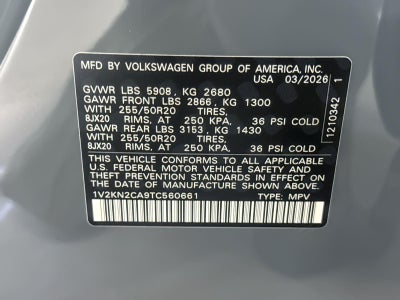 MFD BY VOLKSWAGEN GROUP OF AMERICA, INC.
USA 03/2026
GVWR LBS 5908, KG 2680
GAWR FRONT LBS 2866, KG 1300
WITH 255/50R20 TIRES,
8JX20 RIMS, AT 250 KPA, 36 PSI COLD
GAWR REAR LBS 3153, KG 1430
WITH 255/50R20 TIRES,
8JX20 RIMS, AT 250 KPA, 36 PSI COLD
THIS VEHICLE CONFORMS TO ALL APPLICABLE
U.S. FEDERAL MOTOR VEHICLE SAFETY
STANDARDS IN EFFECT ON THE
DATE OF MANUFACTURE SHOWN ABOVE.
1V2KN2CA9TC560661 TYPE: MPV
1210342 1